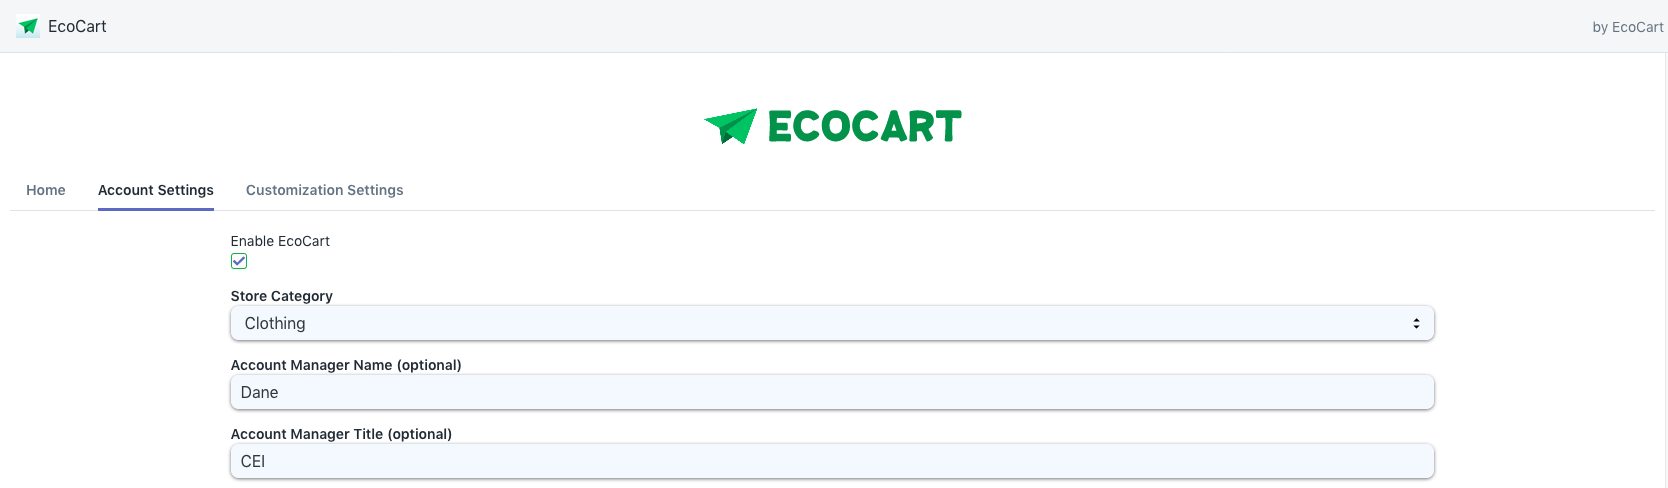 EcoCart
by EcoCart
ECOCART
Home Account Settings Customization Settings
Enable EcoCart
Store Category
Clothing
Account Manager Name (optional)
Dane
Account Manager Title (optional)
CEI